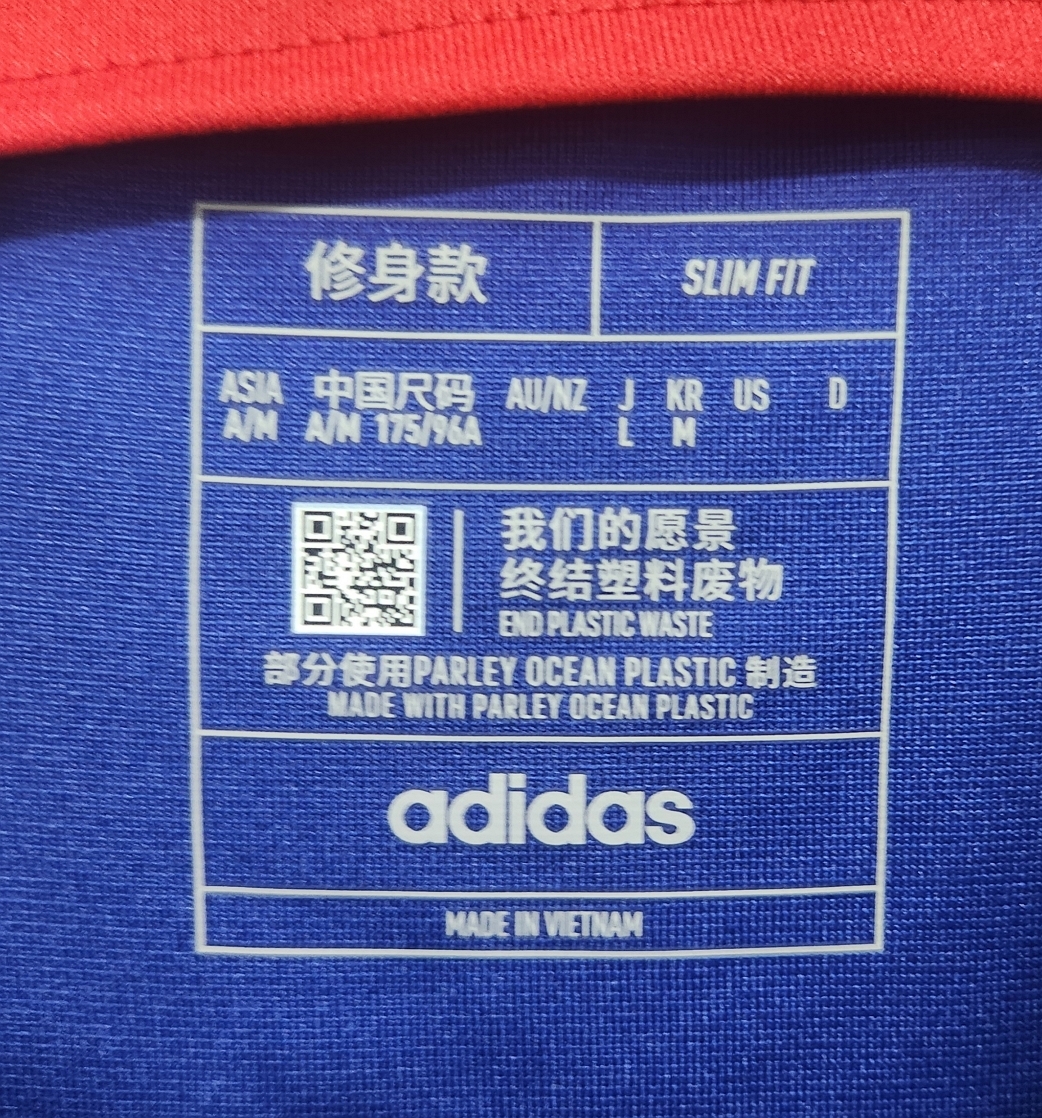 修身款 SLIM FIT
ASIA 中国尺码 AU/NZ J KR US D
A/M A/M 175/96A L M
我们的愿景
终结塑料废物
END PLASTIC WASTE
部分使用PARLEY OCEAN PLASTIC 制造
MADE WITH PARLEY OCEAN PLASTIC
adidas
MADE IN VIETNAM